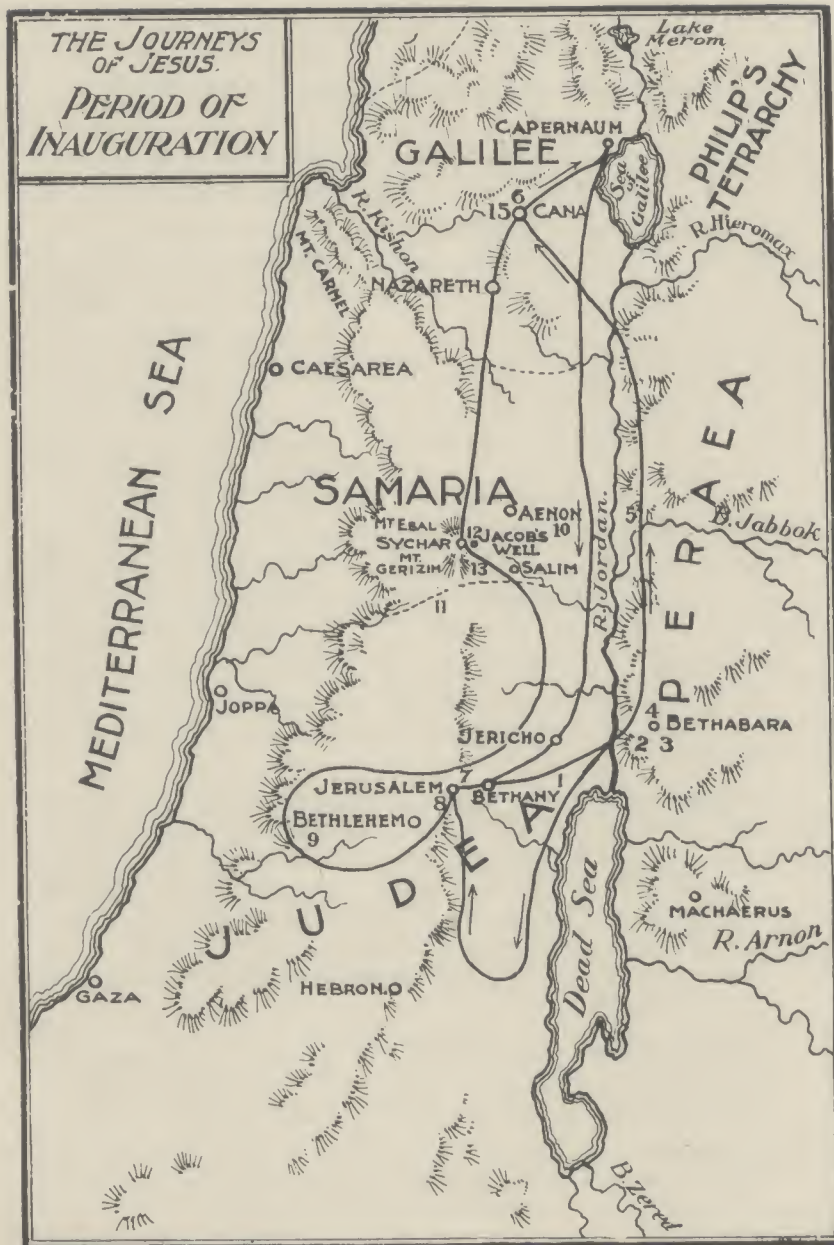 THE JOURNEYS
OF JESUS.
PERIOD OF
INAUGURATION
Lake
Merom
PHILIP'S
TETRARCHY
CAPERNAUM
GALILEE
Sea of
Galilee
6
15 CANA
R. Hieromax
R. Kishon
MT. CARMEL
NAZARETH
CAESAREA
MEDITERRANEAN SEA
PERAEA
SAMARIA
AENON
10
MT EBAL
12 JACOB'S
WELL
SYCHAR
MT.
GERIZIM
13
SALIM
5
B. Jabbok
R. Jordan.
11
JOPPA
4
BETHABARA
2 3
JERICHO
7
JERUSALEM
8
1
BETHANY
BETHLEHEM
9
JUDEA
Dead Sea
MACHAERUS
R. Arnon
GAZA
HEBRON.
B. Zered